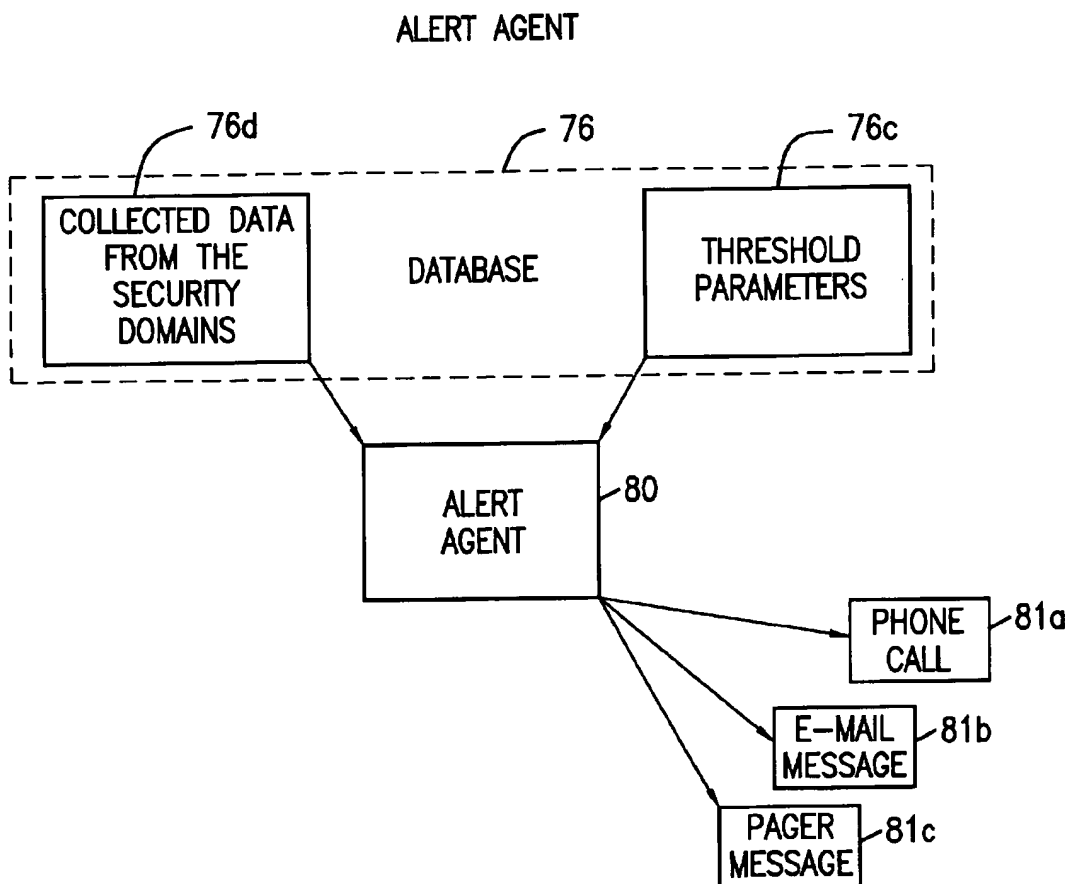 ALERT AGENT
76d
76
76c
COLLECTED DATA
FROM THE
SECURITY
DOMAINS
DATABASE
THRESHOLD
PARAMETERS
ALERT
AGENT
80
PHONE
CALL
81a
E-MAIL
MESSAGE
81b
PAGER
MESSAGE
81c